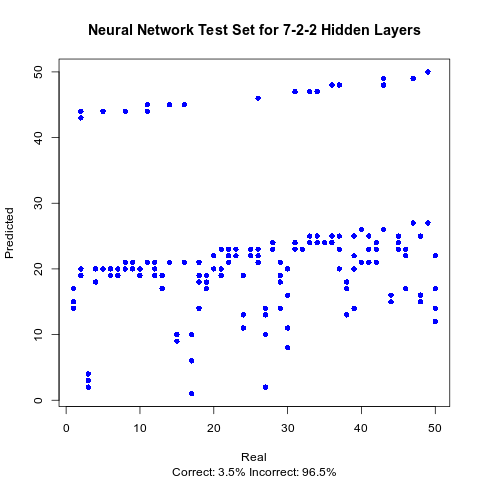 Neural Network Test Set for 7-2-2 Hidden Layers
Predicted
50
40
30
20
10
0
0 10 20 30 40 50
Real
Correct: 3.5% Incorrect: 96.5%